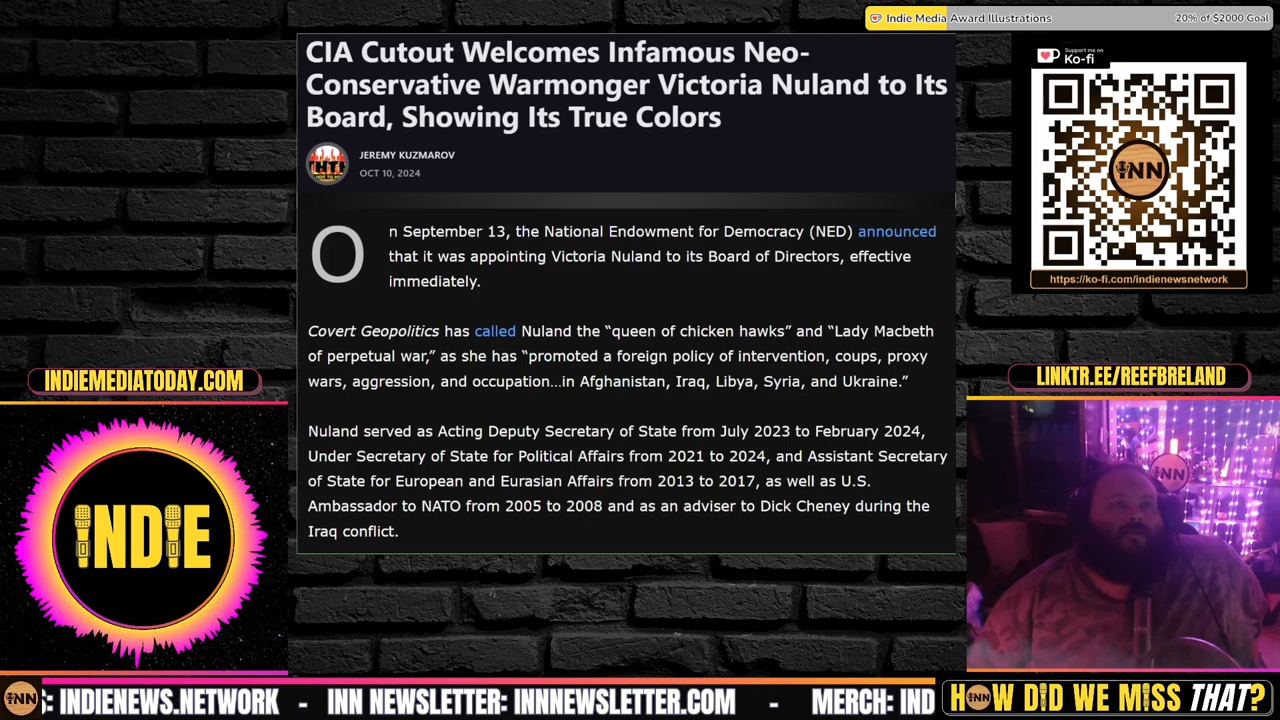 Indie Media Award Illustrations
20% of $2000 Goal
CIA Cutout Welcomes Infamous Neo-
Conservative Warmonger Victoria Nuland to Its
Board, Showing Its True Colors
JEREMY KUZMAROV
OCT 10, 2024
On September 13, the National Endowment for Democracy (NED) announced
that it was appointing Victoria Nuland to its Board of Directors, effective
immediately.
Covert Geopolitics has called Nuland the “queen of chicken hawks” and “Lady Macbeth
of perpetual war,” as she has “promoted a foreign policy of intervention, coups, proxy
wars, aggression, and occupation…in Afghanistan, Iraq, Libya, Syria, and Ukraine.”
Nuland served as Acting Deputy Secretary of State from July 2023 to February 2024,
Under Secretary of State for Political Affairs from 2021 to 2024, and Assistant Secretary
of State for European and Eurasian Affairs from 2013 to 2017, as well as U.S.
Ambassador to NATO from 2005 to 2008 and as an adviser to Dick Cheney during the
Iraq conflict.
Support me on
Ko-fi
INN
https://ko-fi.com/indienewsnetwork
INDIEMEDIATODAY.COM
LINKTR.EE/REEFBRELAND
INDIE
INN
INN
S: INDIENEWS.NETWORK - INN NEWSLETTER: INNNEWSLETTER.COM - MERCH: IND
HOW DID WE MISS THAT?